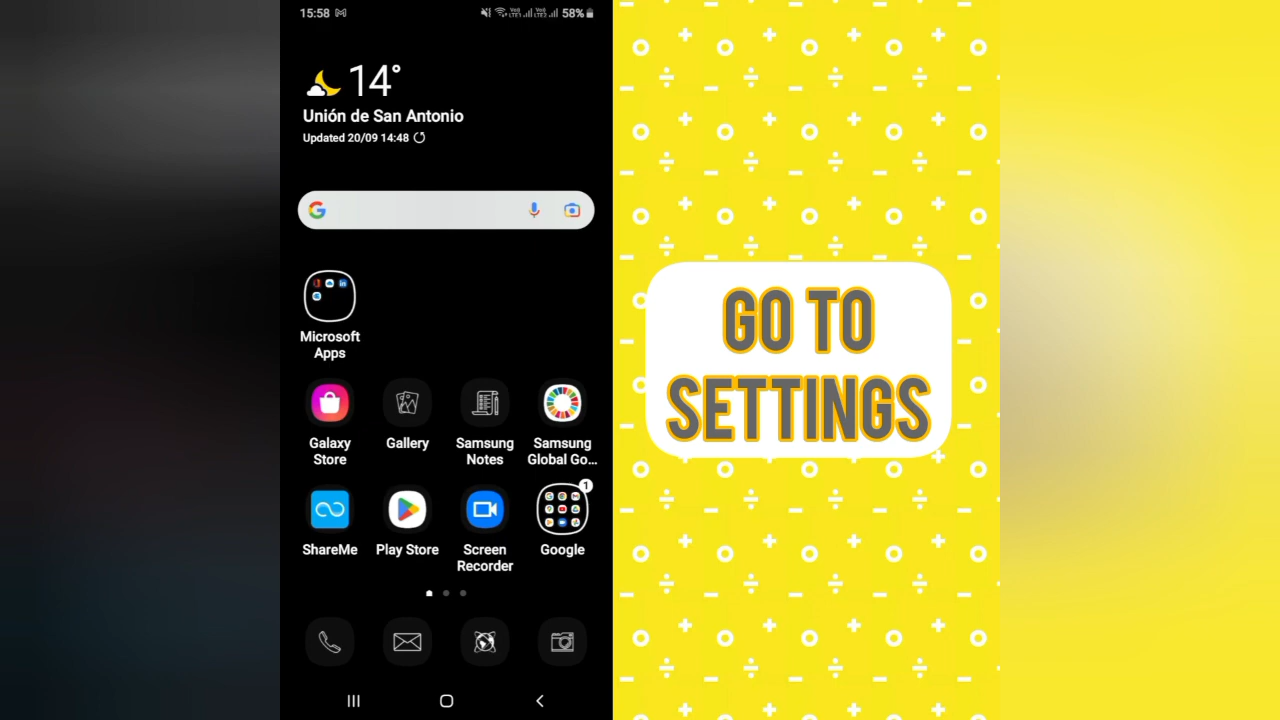 15:58
58%
14°
Unión de San Antonio
Updated 20/09 14:48
Microsoft
Apps
Galaxy
Store
Gallery
Samsung
Notes
Samsung
Global Go...
ShareMe
Play Store
Screen
Recorder
1
Google
GO TO
SETTINGS